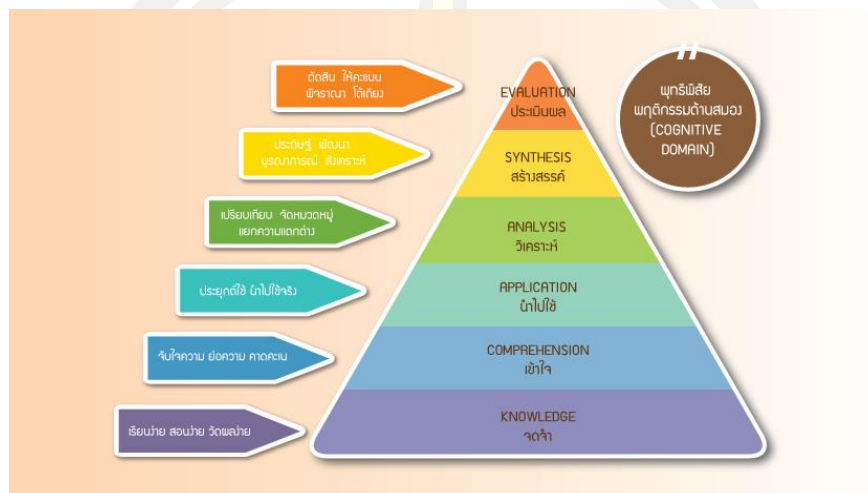 ตัดสิน ให้คะแนน
พิจารณา โต้เถียง
EVALUATION
ประเมินผล
พุทธิพิสัย
พฤติกรรมด้านสมอง
(COGNITIVE
DOMAIN)
ประดิษฐ์ พัฒนา
บูรณาการณ์ สังเคราะห์
SYNTHESIS
สร้างสรรค์
เปรียบเทียบ จัดหมวดหมู่
แยกความแตกต่าง
ANALYSIS
วิเคราะห์
ประยุกต์ใช้ นำไปใช้จริง
APPLICATION
นำไปใช้
จับใจความ ย่อความ คาดคะเน
COMPREHENSION
เข้าใจ
เรียนง่าย สอนง่าย วัดผลง่าย
KNOWLEDGE
จดจำ